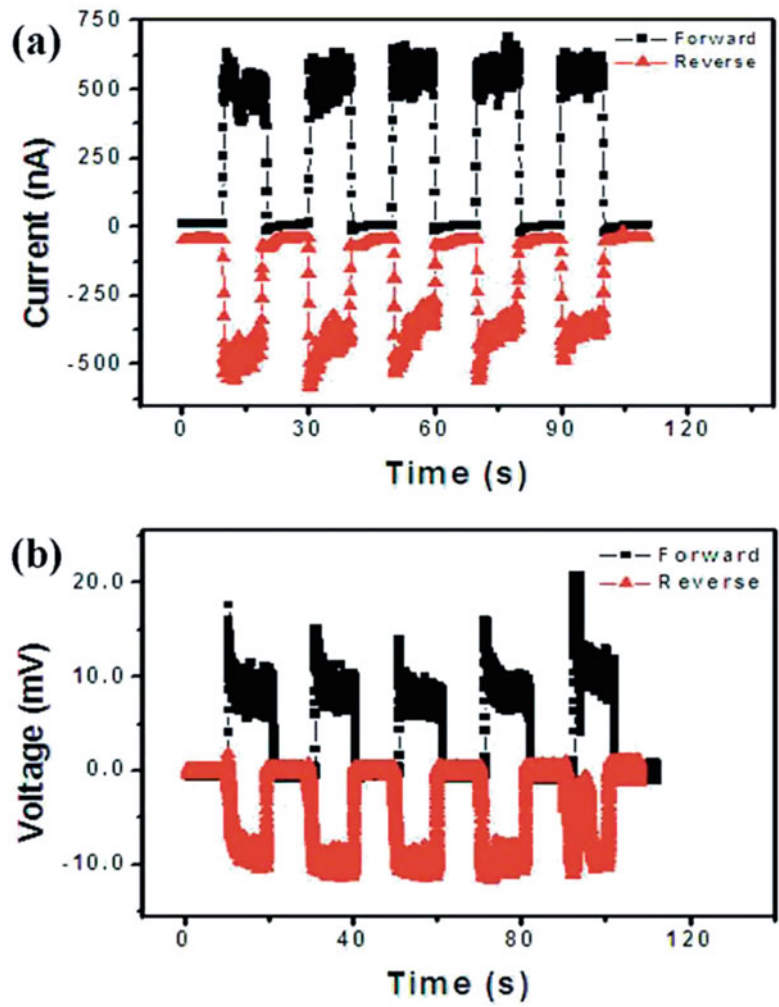 (a)
750
500
250
0
-250
-500
Current (nA)
Forward
Reverse
0 30 60 90 120
Time (s)
(b)
20.0
10.0
0.0
-10.0
Voltage (mV)
Forward
Reverse
0 40 80 120
Time (s)